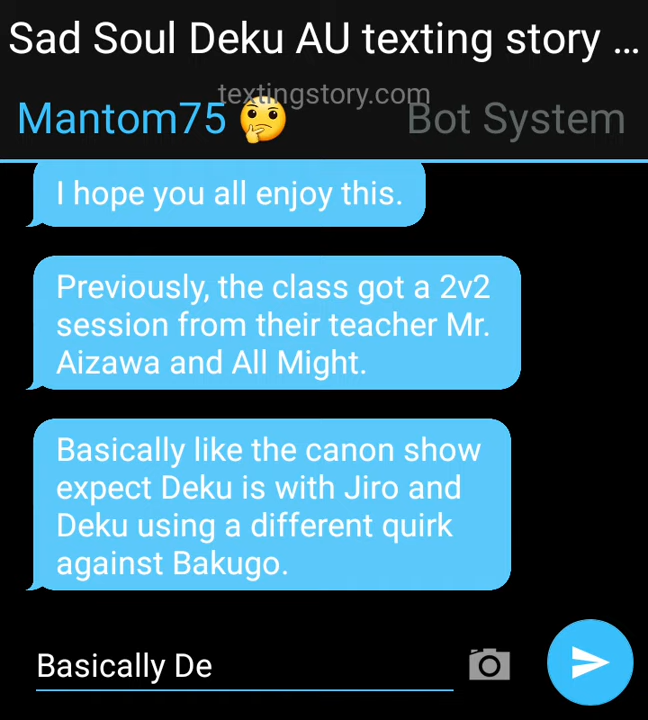 Sad Soul Deku AU texting story ...
textingstory.com
Mantom75 🤔 Bot System
I hope you all enjoy this.
Previously, the class got a 2v2
session from their teacher Mr.
Aizawa and All Might.
Basically like the canon show
expect Deku is with Jiro and
Deku using a different quirk
against Bakugo.
Basically De